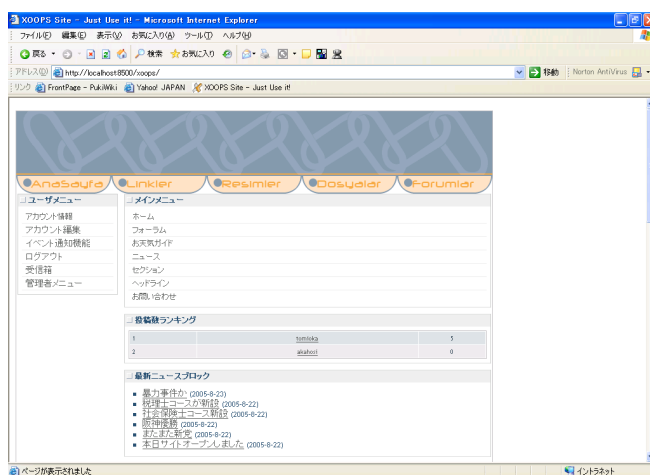 XOOPS Site - Just Use it! - Microsoft Internet Explorer
ファイル(F) 編集(E) 表示(V) お気に入り(A) ツール(T) ヘルプ(H)
戻る 検索 お気に入り
アドレス(D) http://localhost:8500/xoops/ 移動 Norton AntiVirus
リンク FrontPage - PukiWiki Yahoo! JAPAN XOOPS Site - Just Use it!
AnaSayfa Linkler Resimler Dosyalar Forumlar
ユーザメニュー
アカウント情報
アカウント編集
イベント通知機能
ログアウト
受信箱
管理者メニュー
メインメニュー
ホーム
フォーラム
お天気ガイド
ニュース
セクション
ヘッドライン
お問い合わせ
投稿数ランキング
1 tomioka 5
2 akahori 0
最新ニュースブロック
暴力事件か (2005-8-23)
税理士コースが新設 (2005-8-22)
社会保険士コース新設 (2005-8-22)
阪神優勝 (2005-8-22)
またまた新党 (2005-8-22)
本日サイトオープンしました (2005-8-22)
ページが表示されました イントラネット